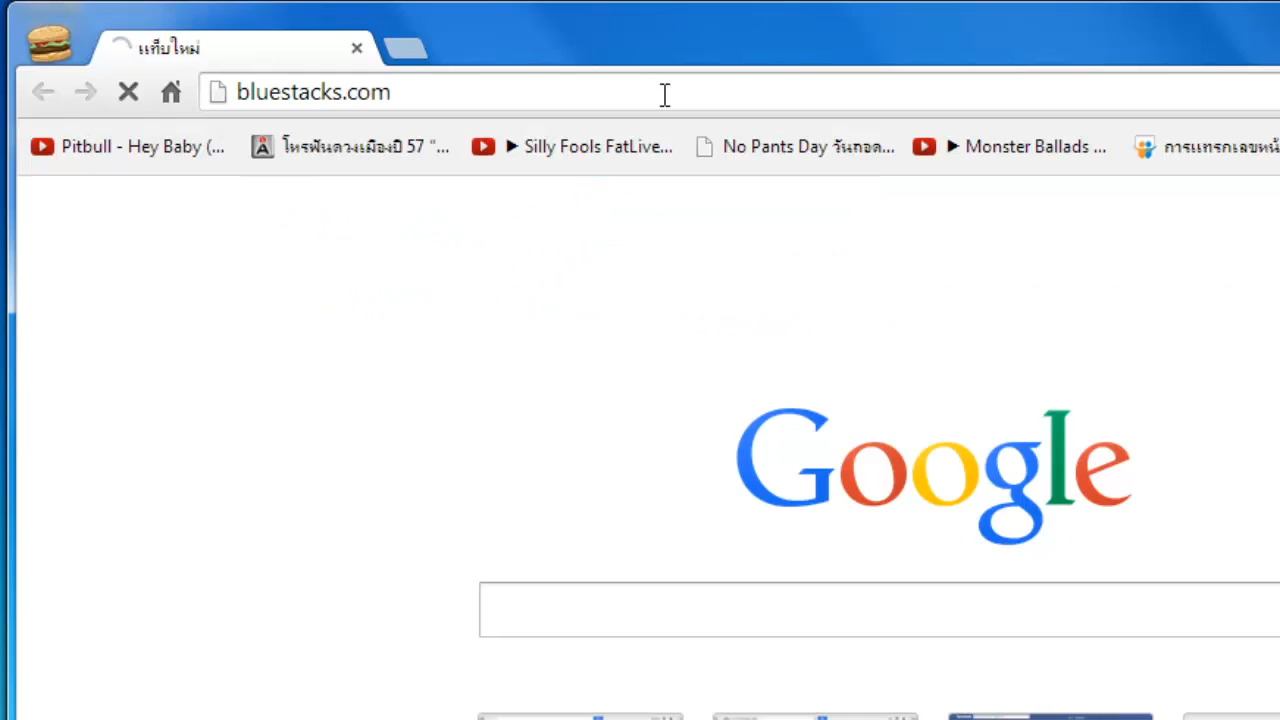 แท็บใหม่
bluestacks.com
Pitbull - Hey Baby (... โหรฟันดวงเมืองปี 57 "... ▶ Silly Fools FatLive... No Pants Day วันถอด... ▶ Monster Ballads ... การแทรกเลขหน้
Google